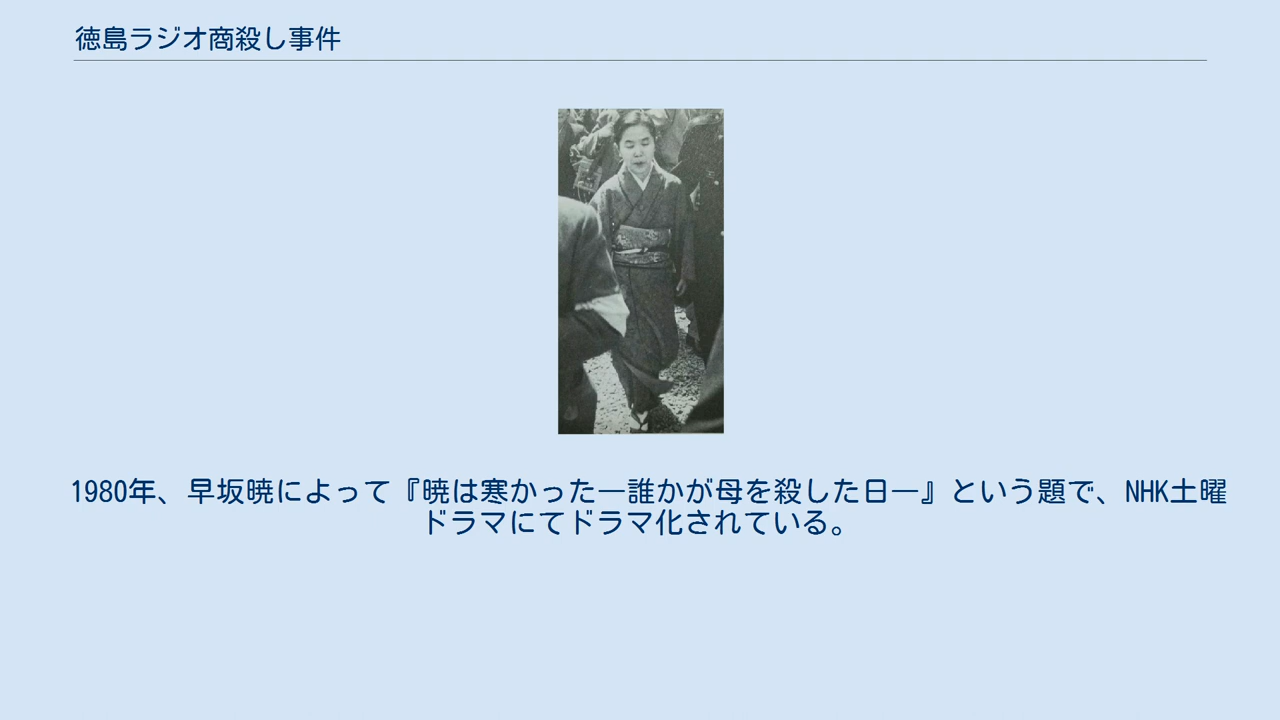 徳島ラジオ商殺し事件
1980年、早坂暁によって『暁は寒かった―誰かが母を殺した日―』という題で、NHK土曜
ドラマにてドラマ化されている。